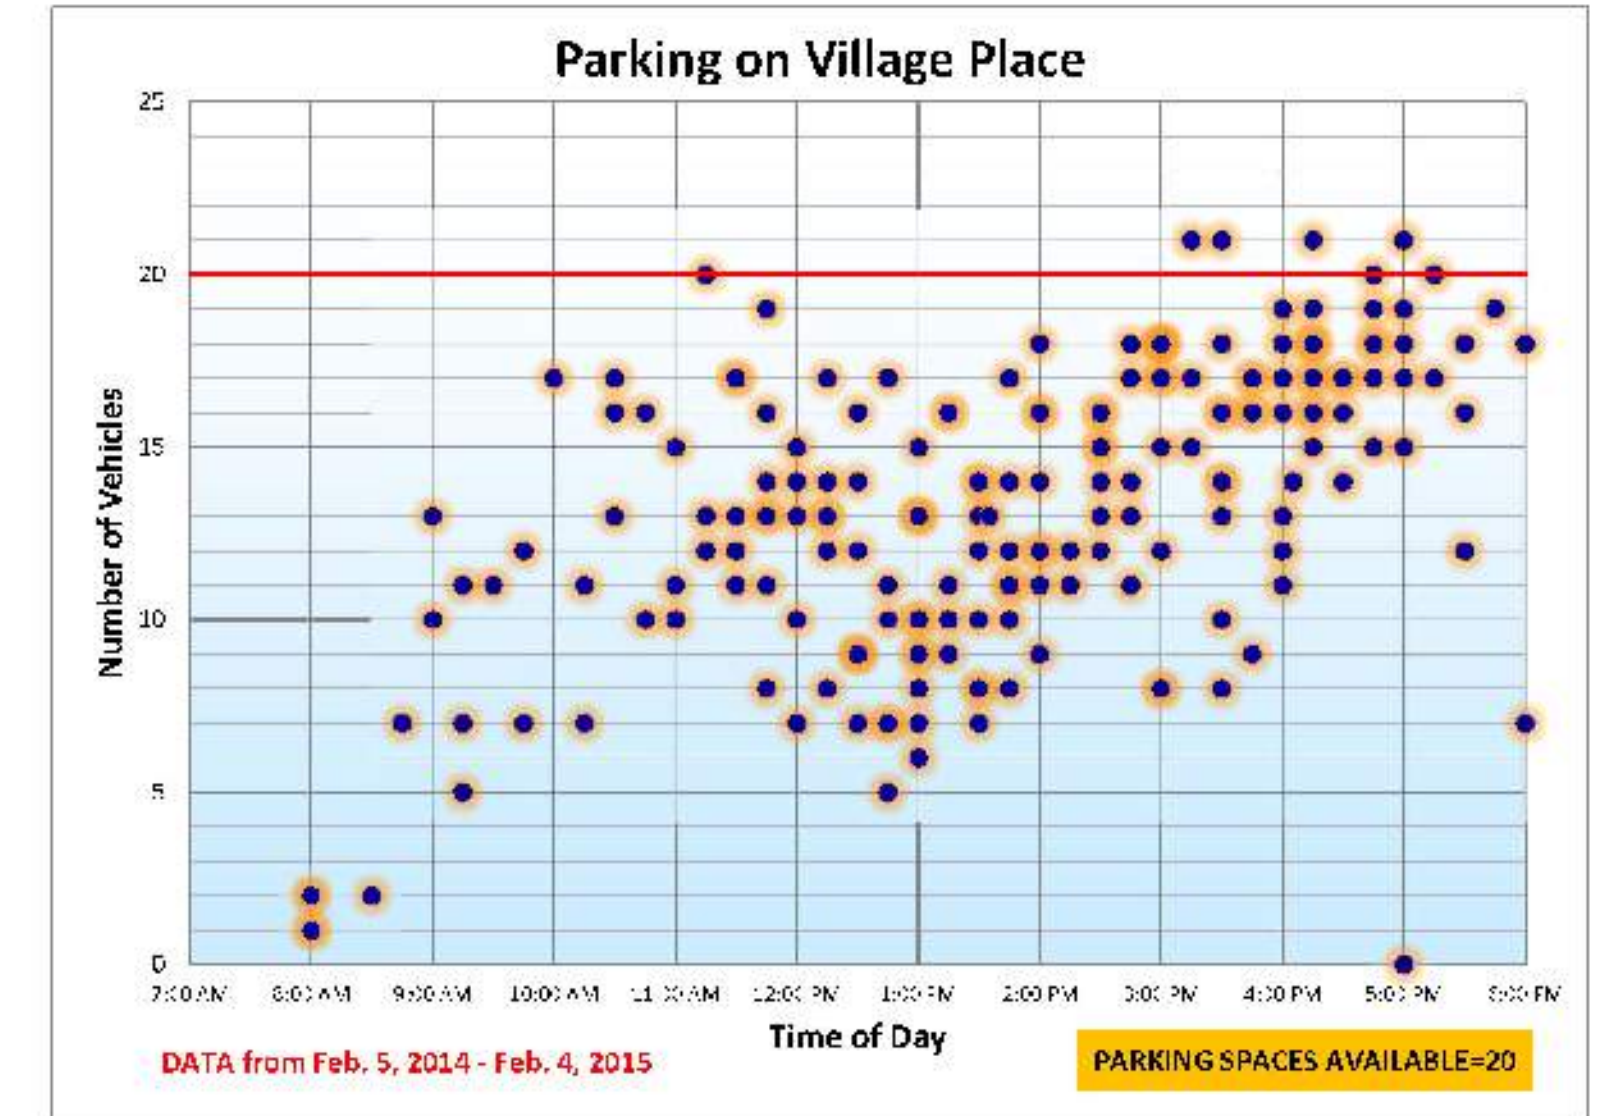 Parking on Village Place
25
20
15
10
5
0
Number of Vehicles
7:00 AM 8:00 AM 9:00 AM 10:00 AM 11:00 AM 12:00 PM 1:00 PM 2:00 PM 3:00 PM 4:00 PM 5:00 PM 6:00 PM
Time of Day
DATA from Feb. 5, 2014 - Feb. 4, 2015
PARKING SPACES AVAILABLE=20